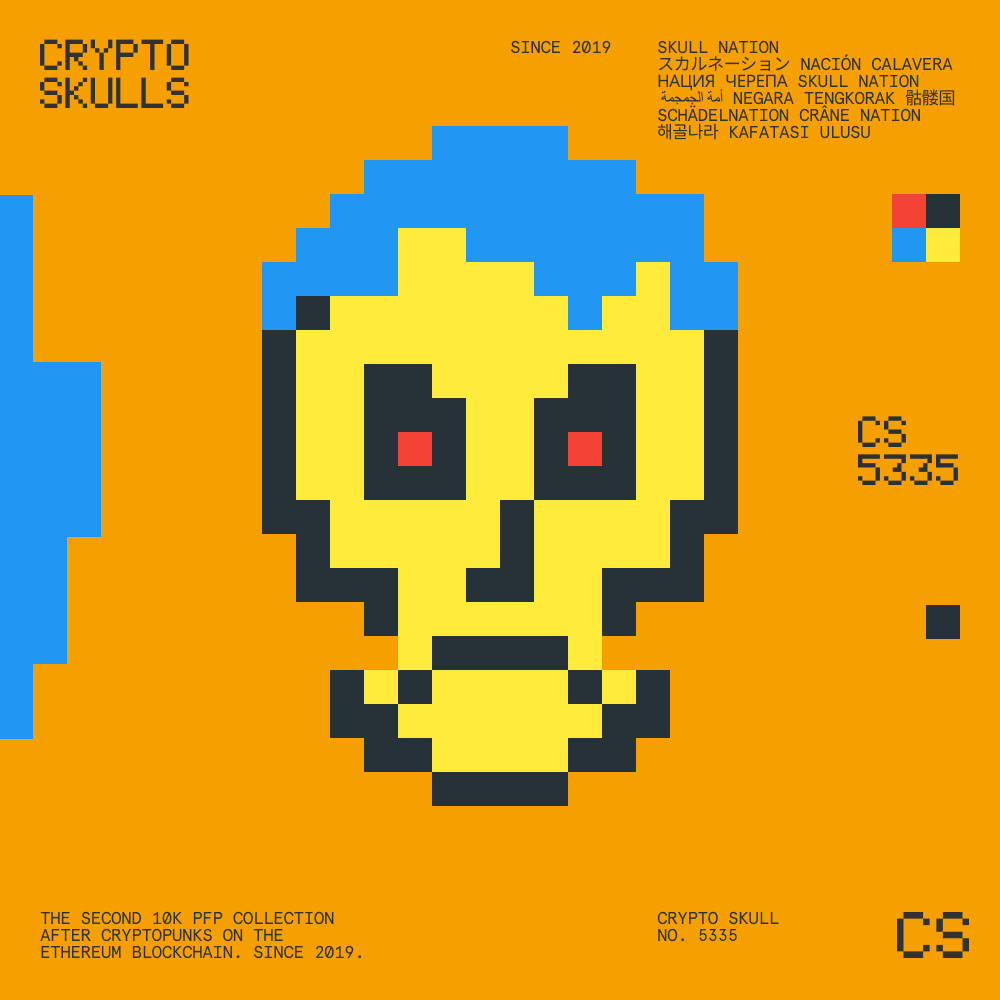 CRYPTO
SKULLS
SINCE 2019
SKULL NATION
スカルネーション NACIÓN CALAVERA
НАЦИЯ ЧЕРЕПА SKULL NATION
أمة الجمجمة NEGARA TENGKORAK 骷髅国
SCHÄDELNATION CRÂNE NATION
해골나라 KAFATASI ULUSU
CS
5335
THE SECOND 10K PFP COLLECTION
AFTER CRYPTOPUNKS ON THE
ETHEREUM BLOCKCHAIN. SINCE 2019.
CRYPTO SKULL
NO. 5335
CS